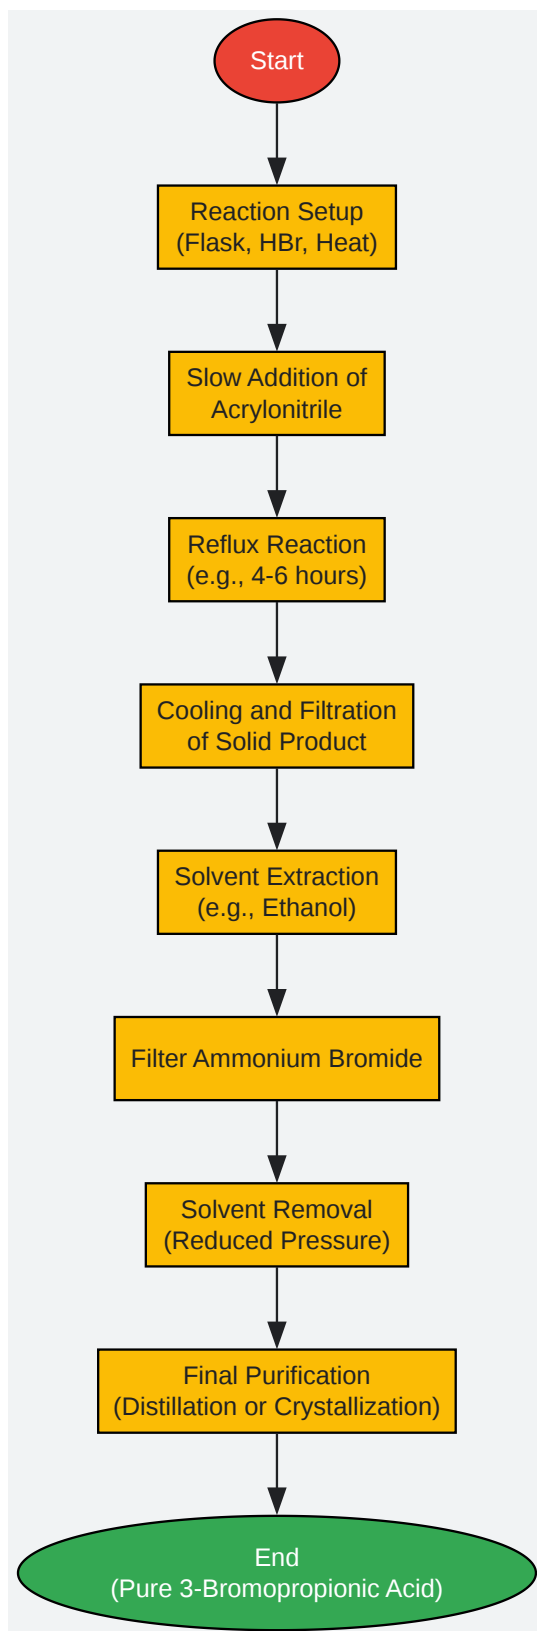 Start
Reaction Setup
(Flask, HBr, Heat)
Slow Addition of
Acrylonitrile
Reflux Reaction
(e.g., 4-6 hours)
Cooling and Filtration
of Solid Product
Solvent Extraction
(e.g., Ethanol)
Filter Ammonium Bromide
Solvent Removal
(Reduced Pressure)
Final Purification
(Distillation or Crystallization)
End
(Pure 3-Bromopropionic Acid)